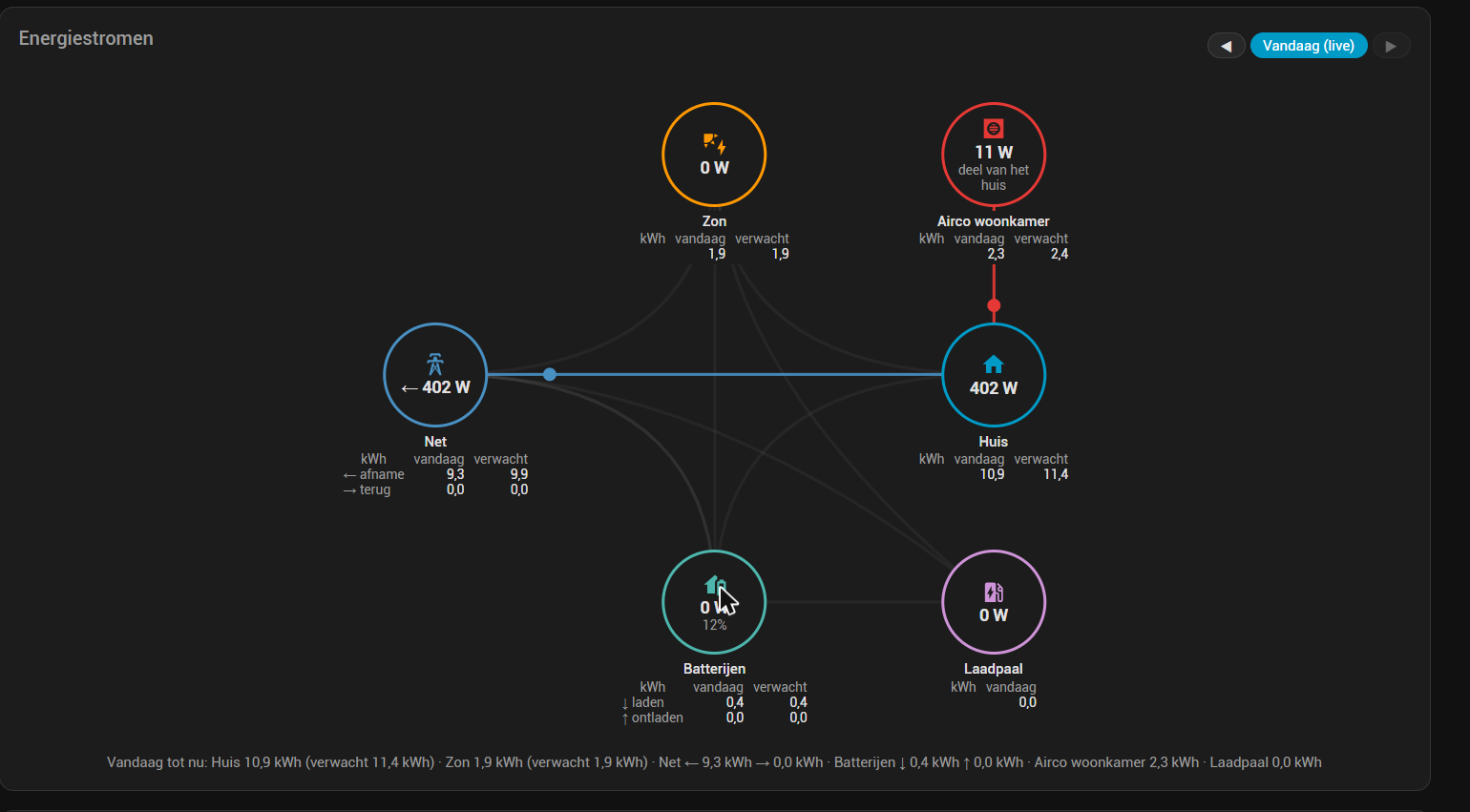 Energiestromen
◀ Vandaag (live) ▶
0 W
Zon
kWh vandaag verwacht
1,9 1,9
11 W
deel van het
huis
Airco woonkamer
kWh vandaag verwacht
2,3 2,4
← 402 W
Net
kWh vandaag verwacht
← afname 9,3 9,9
→ terug 0,0 0,0
402 W
Huis
kWh vandaag verwacht
10,9 11,4
0 W
12%
Batterijen
kWh vandaag verwacht
↓ laden 0,4 0,4
↑ ontladen 0,0 0,0
0 W
Laadpaal
kWh vandaag
0,0
Vandaag tot nu: Huis 10,9 kWh (verwacht 11,4 kWh) · Zon 1,9 kWh (verwacht 1,9 kWh) · Net ← 9,3 kWh → 0,0 kWh · Batterijen ↓ 0,4 kWh ↑ 0,0 kWh · Airco woonkamer 2,3 kWh · Laadpaal 0,0 kWh